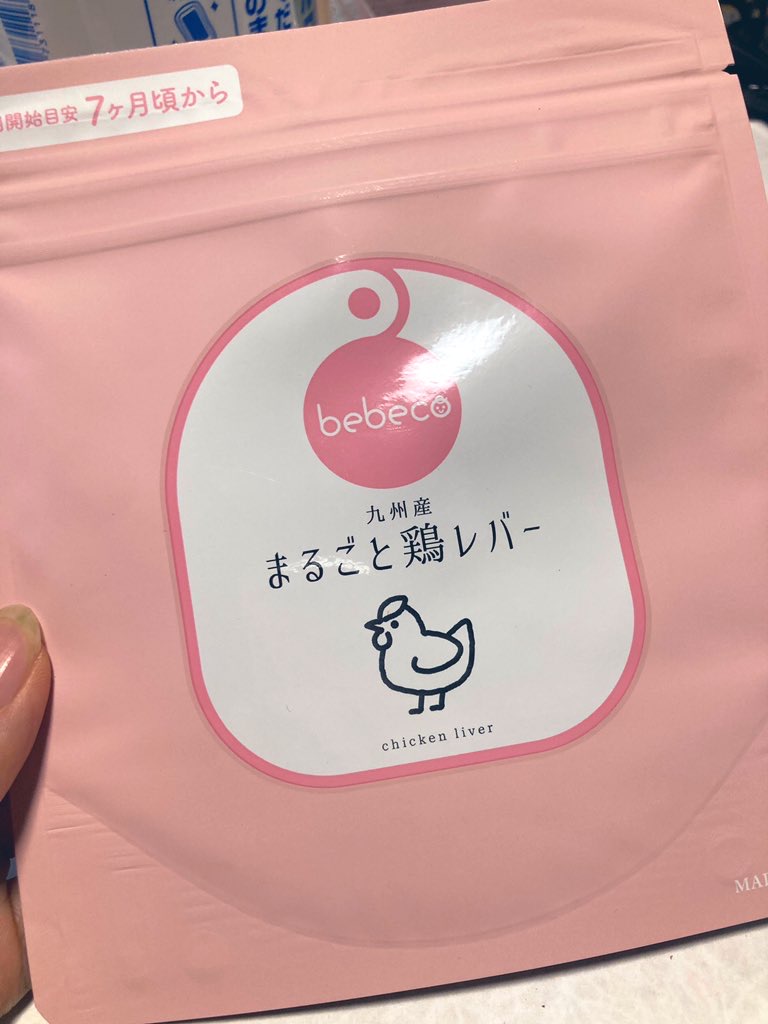 開始目安 7ヶ月頃から
bebeco
九州産
まるごと鶏レバー
chicken liver